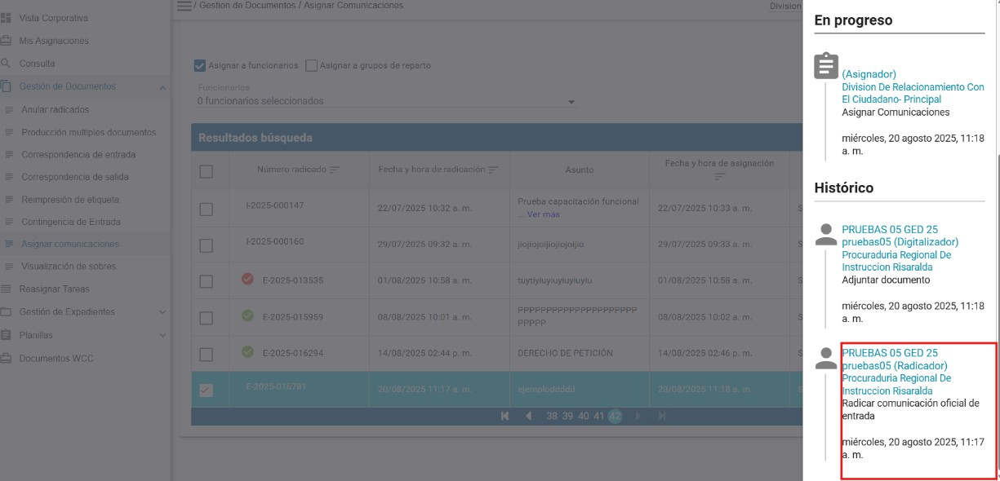 Vista Corporativa
Mis Asignaciones
Consulta
Gestión de Documentos
Anular radicados
Producción multiples documentos
Correspondencia de entrada
Correspondencia de salida
Reimpresión de etiqueta
Contingencia de Entrada
Asignar comunicaciones
Visualización de sobres
Reasignar Tareas
Gestión de Expedientes
Planillas
Documentos WCC
/ Gestion de Documentos / Asignar Comunicaciones
Division
Asignar a funcionarios Asignar a grupos de reparto
Funcionarios
0 funcionarios seleccionados
Resultados búsqueda
Número radicado Fecha y hora de radicación Asunto Fecha y hora de asignación
I-2025-000147 22/07/2025 10:32 a. m. Prueba capacitación funcional 22/07/2025 10:33 a. m. S
... Ver más
I-2025-000160 29/07/2025 09:32 a. m. jiojiojoijiojiojoijio 29/07/2025 09:33 a. m. S
E-2025-013535 01/08/2025 10:58 a. m. tuytiyiuyiuyiuyiuyiu 01/08/2025 10:58 a. m. S
E-2025-015959 08/08/2025 10:01 a. m. PPPPPPPPPPPPPPPPPPPPP 08/08/2025 10:02 a. m. S
PPPPP
E-2025-016294 14/08/2025 02:44 p. m. DERECHO DE PETICIÓN 14/08/2025 02:46 p. m. S
E-2025-016781 20/08/2025 11:17 a. m. ejemploddddd 20/08/2025 11:18 a. m. S
38 39 40 41 42
En progreso
(Asignador)
Division De Relacionamiento Con
El Ciudadano- Principal
Asignar Comunicaciones
miércoles, 20 agosto 2025, 11:18
a. m.
Histórico
PRUEBAS 05 GED 25
pruebas05 (Digitalizador)
Procuraduria Regional De
Instruccion Risaralda
Adjuntar documento
miércoles, 20 agosto 2025, 11:18
a. m.
PRUEBAS 05 GED 25
pruebas05 (Radicador)
Procuraduria Regional De
Instruccion Risaralda
Radicar comunicación oficial de
entrada
miércoles, 20 agosto 2025, 11:17
a. m.